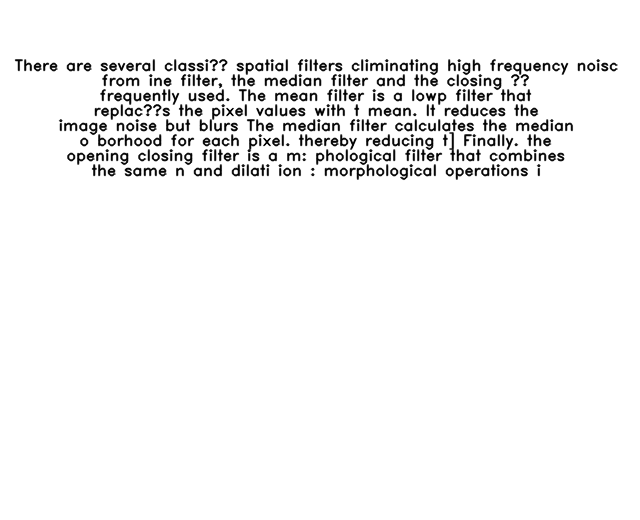 There are several classi?? spatial filters climinating high frequency noisc
from ine filter, the median filter and the closing ??
frequently used. The mean filter is a lowp filter that
replac??s the pixel values with t mean. It reduces the
image noise but blurs The median filter calculates the median
o borhood for each pixel. thereby reducing t] Finally. the
opening closing filter is a m: phological filter that combines
the same n and dilati ion : morphological operations i